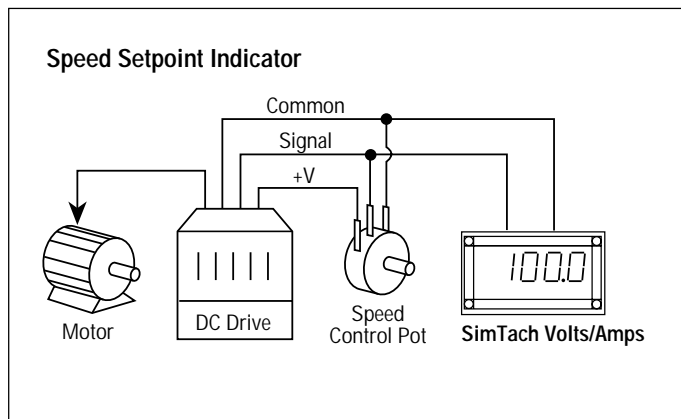 Speed Setpoint Indicator
Common
Signal
+V
100.0
Motor
DC Drive
Speed
Control Pot
SimTach Volts/Amps